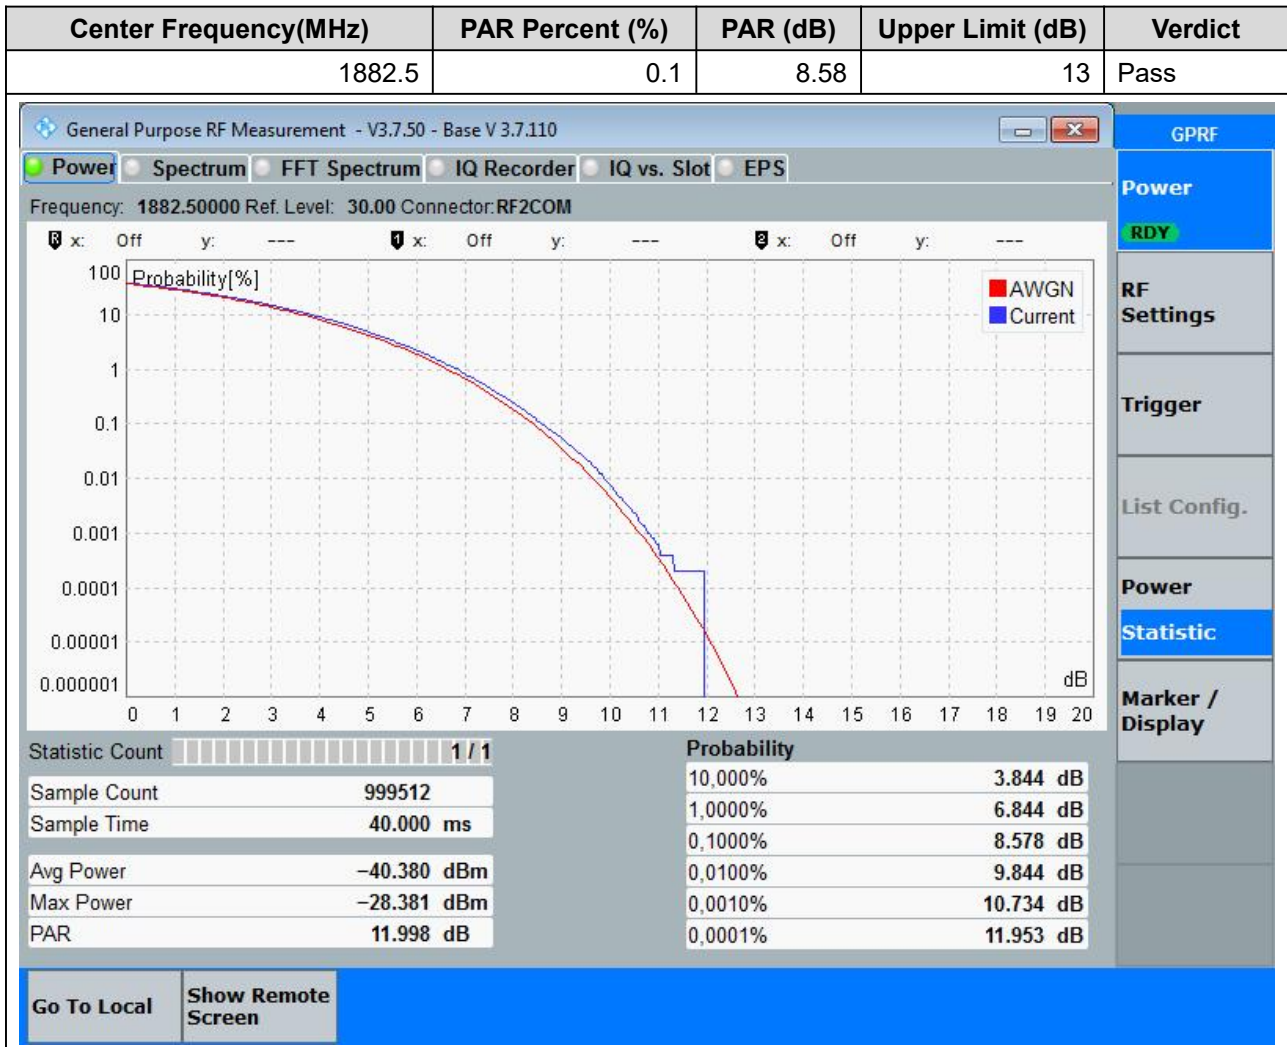 Center Frequency(MHz) PAR Percent (%) PAR (dB) Upper Limit (dB) Verdict
1882.5 0.1 8.58 13 Pass
General Purpose RF Measurement - V3.7.50 - Base V 3.7.110
GPRF
Power Spectrum FFT Spectrum IQ Recorder IQ vs. Slot EPS
Frequency: 1882.50000 Ref. Level: 30.00 Connector:RF2COM
R x: Off y: --- 1 x: Off y: --- 2 x: Off y: ---
Probability[%]
100
10
1
0.1
0.01
0.001
0.0001
0.00001
0.000001
AWGN
Current
dB
0 1 2 3 4 5 6 7 8 9 10 11 12 13 14 15 16 17 18 19 20
Statistic Count 1 / 1
Sample Count 999512
Sample Time 40.000 ms
Avg Power −40.380 dBm
Max Power −28.381 dBm
PAR 11.998 dB
Probability
10,000% 3.844 dB
1,0000% 6.844 dB
0,1000% 8.578 dB
0,0100% 9.844 dB
0,0010% 10.734 dB
0,0001% 11.953 dB
Power
RDY
RF
Settings
Trigger
List Config.
Power
Statistic
Marker /
Display
Go To Local
Show Remote
Screen